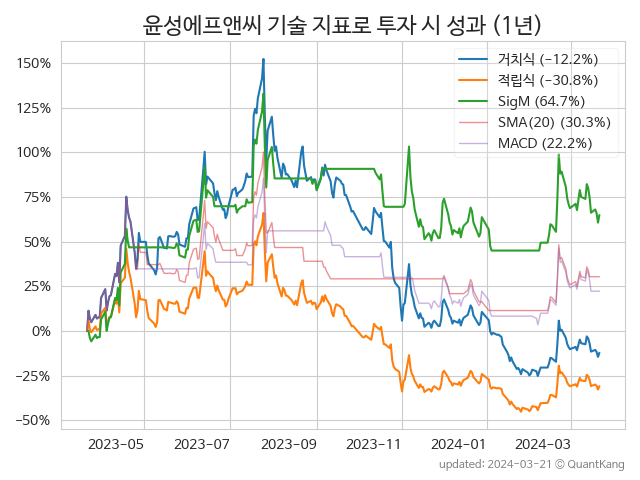 윤성에프앤씨 기술 지표로 투자 시 성과 (1년)
거치식 (−12.2%)
적립식 (−30.8%)
SigM (64.7%)
SMA(20) (30.3%)
MACD (22.2%)
150%
125%
100%
75%
50%
25%
0%
−25%
−50%
2023-05
2023-07
2023-09
2023-11
2024-01
2024-03
updated: 2024-03-21 © QuantKang